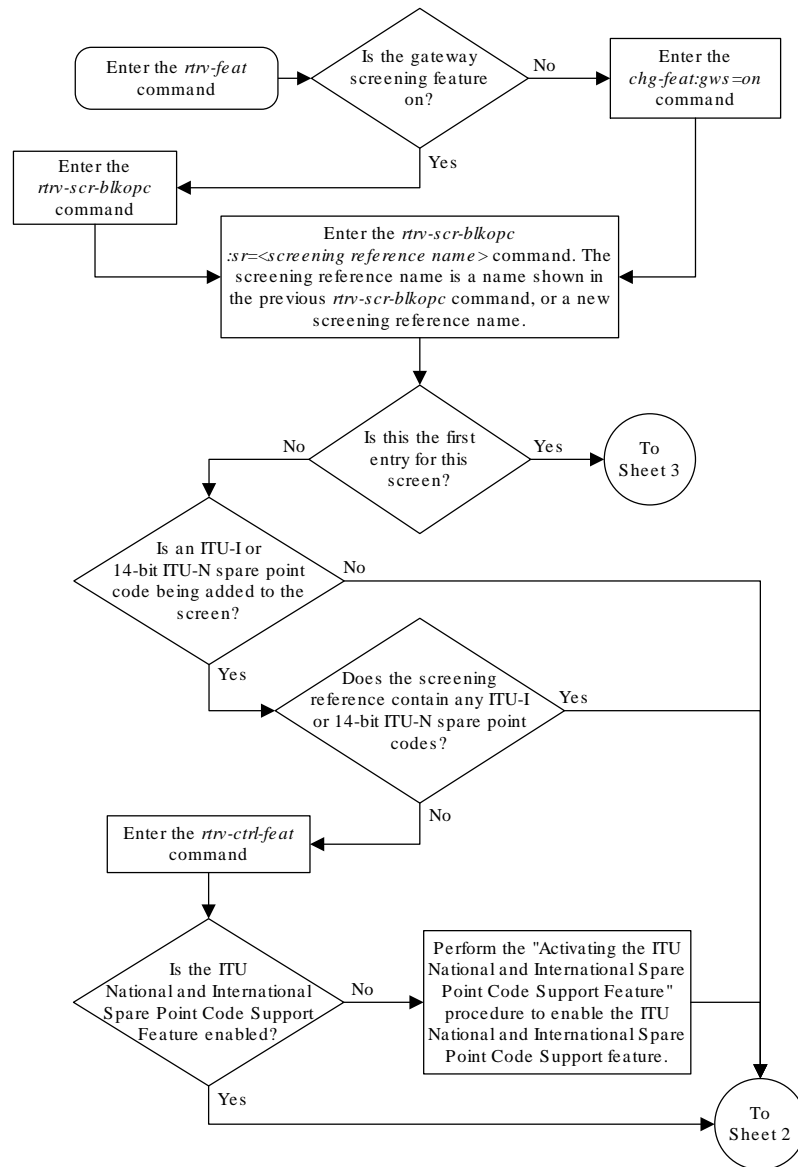 Enter the rtrv-feat
command
Is the gateway
screening feature
on?
No
Enter the
chg-feat:gws=on
command
Yes
Enter the
rtrv-scr-blkopc
command
Enter the rtrv-scr-blkopc
:sr=<screening reference name> command. The
screening reference name is a name shown in
the previous rtrv-scr-blkopc command, or a new
screening reference name.
Is this the first
entry for this
screen?
No
Yes
To
Sheet 3
Is an ITU-I or
14-bit ITU-N spare point
code being added to the
screen?
No
Yes
Does the screening
reference contain any ITU-I
or 14-bit ITU-N spare point
codes?
Yes
No
Enter the rtrv-ctrl-feat
command
Is the ITU
National and International
Spare Point Code Support
Feature enabled?
No
Perform the "Activating the ITU
National and International Spare
Point Code Support Feature"
procedure to enable the ITU
National and International Spare
Point Code Support feature.
Yes
To
Sheet 2